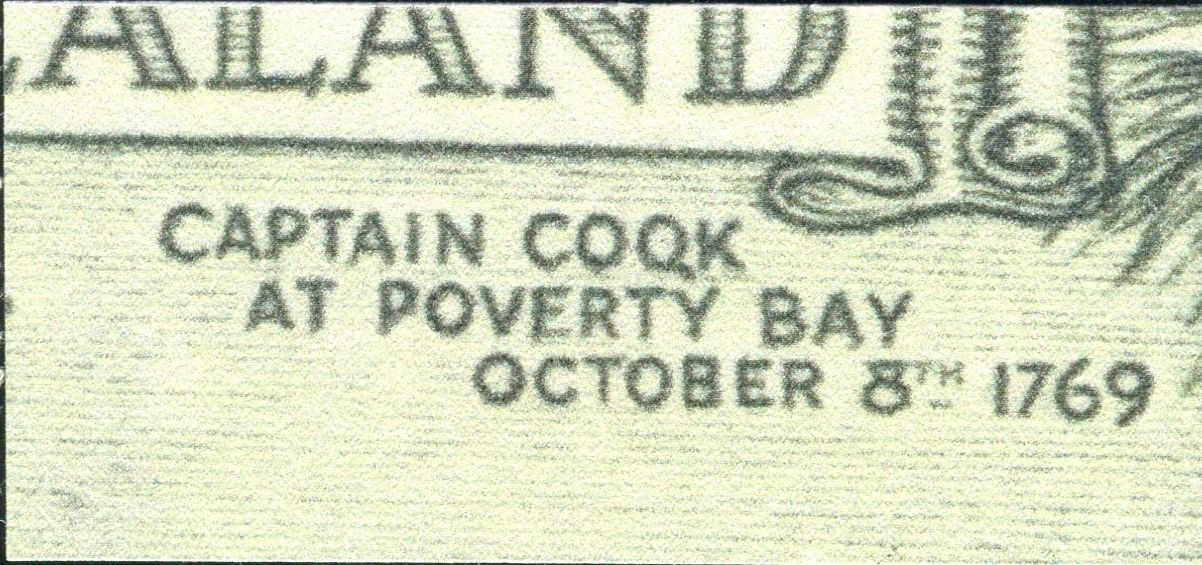 ALAND
CAPTAIN COQK
AT POVERTY BAY
OCTOBER 8TH 1769